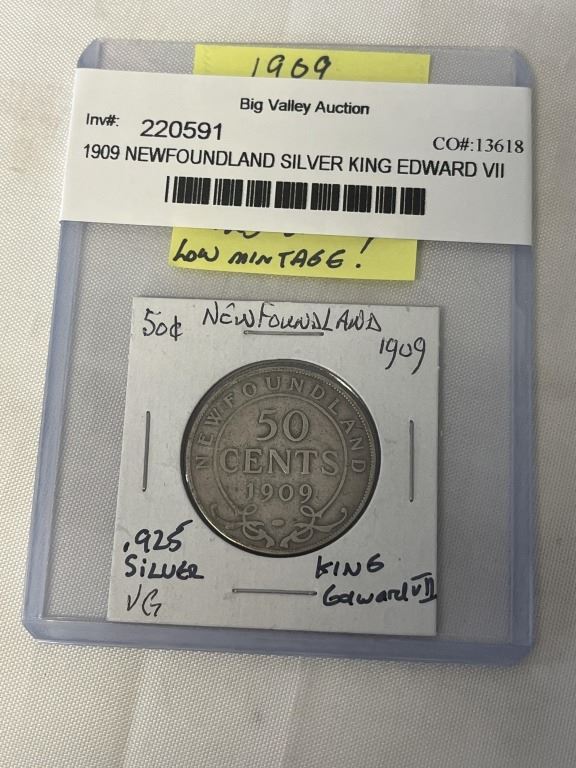 1909
Big Valley Auction
Inv#: 220591 CO#:13618
1909 NEWFOUNDLAND SILVER KING EDWARD VII
LOW MINTAGE!
50¢ NEWFOUNDLAND
1909
NEWFOUNDLAND
50
CENTS
1909
.925
SILVER
VG
KING
Edward VII